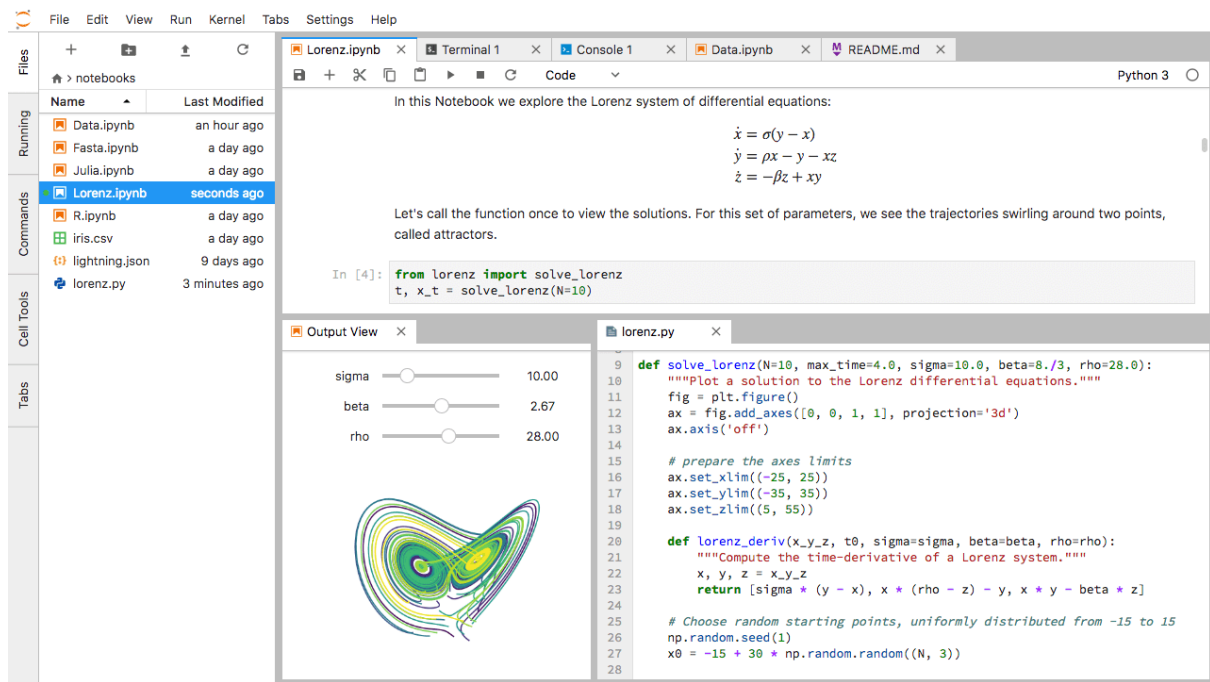 File Edit View Run Kernel Tabs Settings Help
Files
Running
Commands
Cell Tools
Tabs
> notebooks
Name Last Modified
Data.ipynb an hour ago
Fasta.ipynb a day ago
Julia.ipynb a day ago
Lorenz.ipynb seconds ago
R.ipynb a day ago
iris.csv a day ago
lightning.json 9 days ago
lorenz.py 3 minutes ago
Lorenz.ipynb Terminal 1 Console 1 Data.ipynb README.md
Code Python 3
In this Notebook we explore the Lorenz system of differential equations:
ẋ = σ(y − x)
ẏ = ρx − y − xz
ż = −βz + xy
Let's call the function once to view the solutions. For this set of parameters, we see the trajectories swirling around two points,
called attractors.
In [4]: from lorenz import solve_lorenz
t, x_t = solve_lorenz(N=10)
Output View
sigma 10.00
beta 2.67
rho 28.00
lorenz.py
9 def solve_lorenz(N=10, max_time=4.0, sigma=10.0, beta=8./3, rho=28.0):
10 """Plot a solution to the Lorenz differential equations."""
11 fig = plt.figure()
12 ax = fig.add_axes([0, 0, 1, 1], projection='3d')
13 ax.axis('off')
14
15 # prepare the axes limits
16 ax.set_xlim((-25, 25))
17 ax.set_ylim((-35, 35))
18 ax.set_zlim((5, 55))
19
20 def lorenz_deriv(x_y_z, t0, sigma=sigma, beta=beta, rho=rho):
21 """Compute the time-derivative of a Lorenz system."""
22 x, y, z = x_y_z
23 return [sigma * (y - x), x * (rho - z) - y, x * y - beta * z]
24
25 # Choose random starting points, uniformly distributed from -15 to 15
26 np.random.seed(1)
27 x0 = -15 + 30 * np.random.random((N, 3))
28